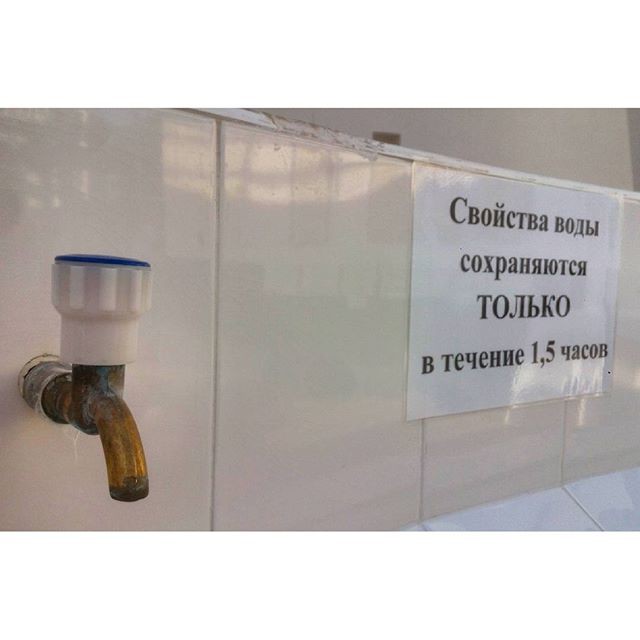 Свойства воды
сохраняются
ТОЛЬКО
в течение 1,5 часов